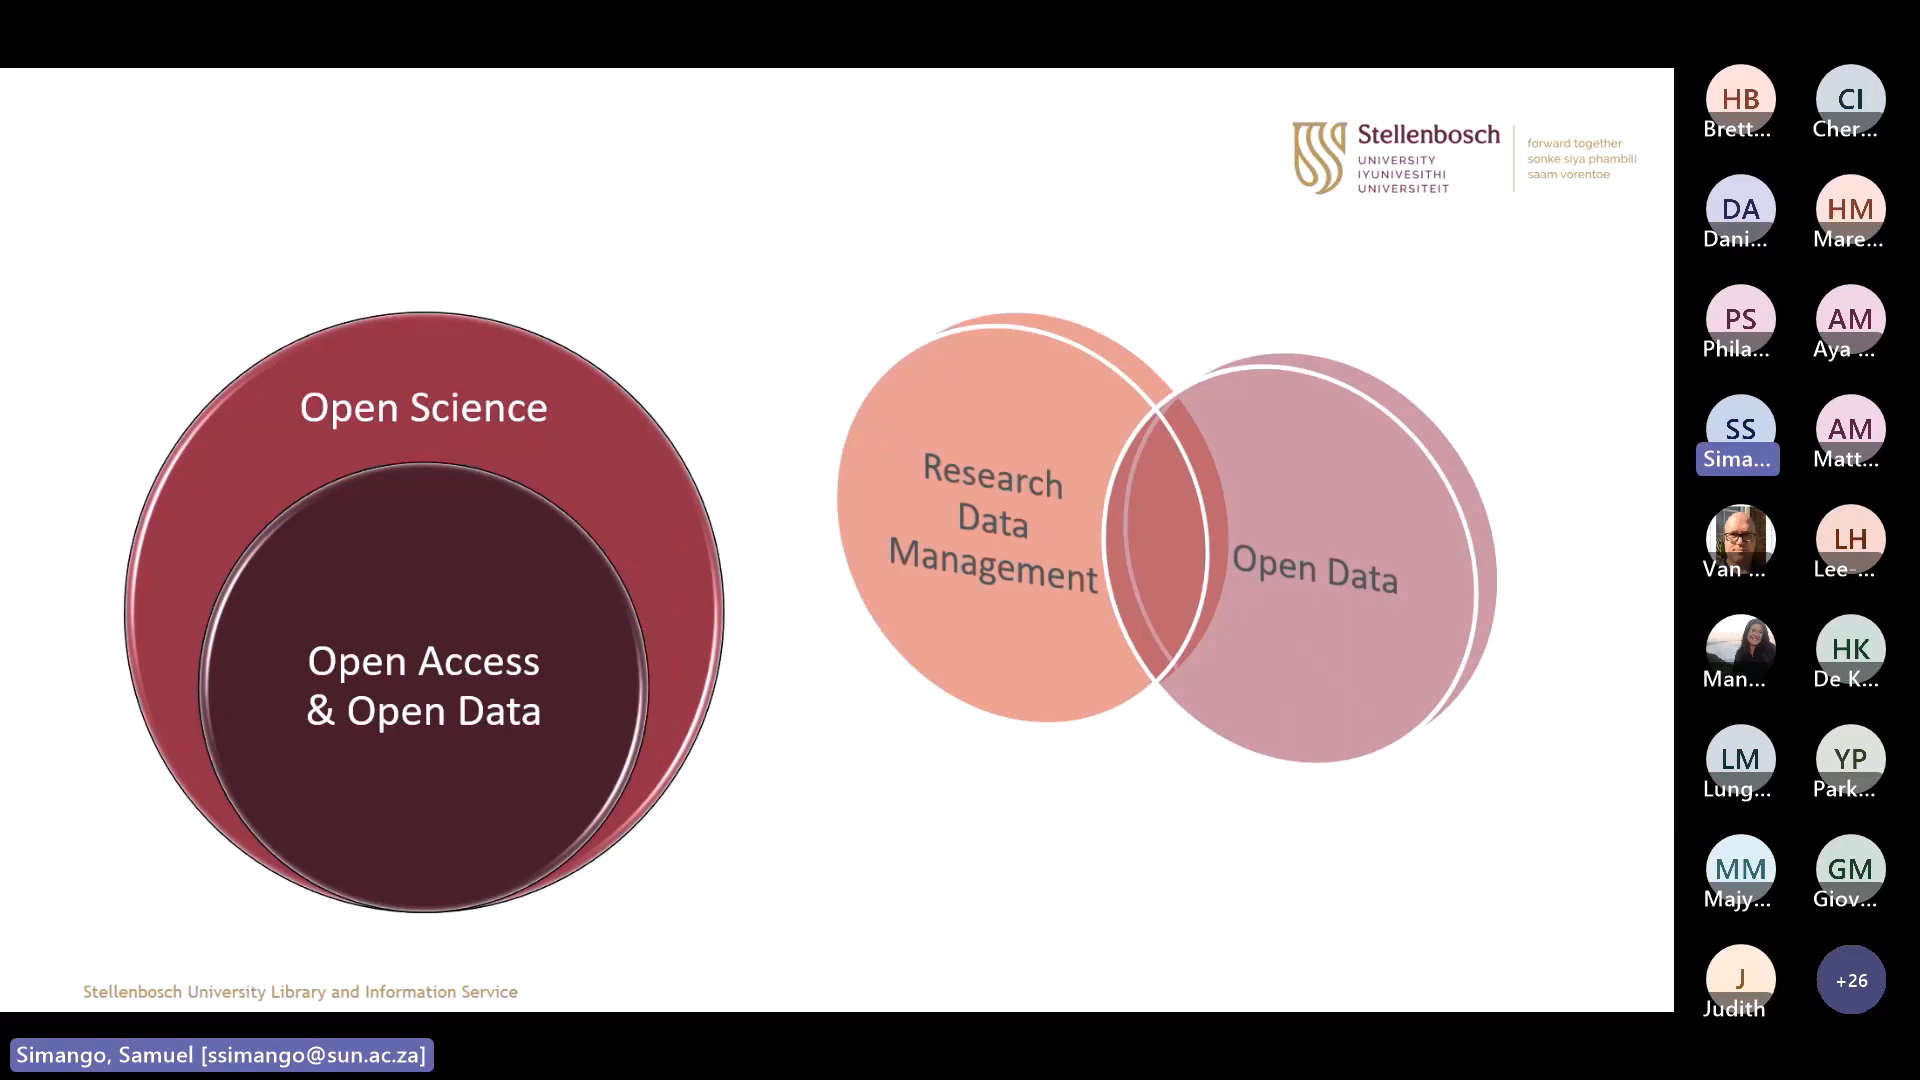 Stellenbosch
UNIVERSITY
IYUNIVESITHI
UNIVERSITEIT
forward together
sonke siya phambili
saam vorentoe
Open Science
Open Access
& Open Data
Research
Data
Management
Open Data
Stellenbosch University Library and Information Service
Simango, Samuel [ssimango@sun.ac.za]
HB
Brett...
CI
Cher...
DA
Dani...
HM
Mare...
PS
Phila...
AM
Aya ...
SS
Sima...
AM
Matt...
Van ...
LH
Lee-...
Man...
HK
De K...
LM
Lung...
YP
Park...
MM
Majy...
GM
Giov...
J
Judith
+26